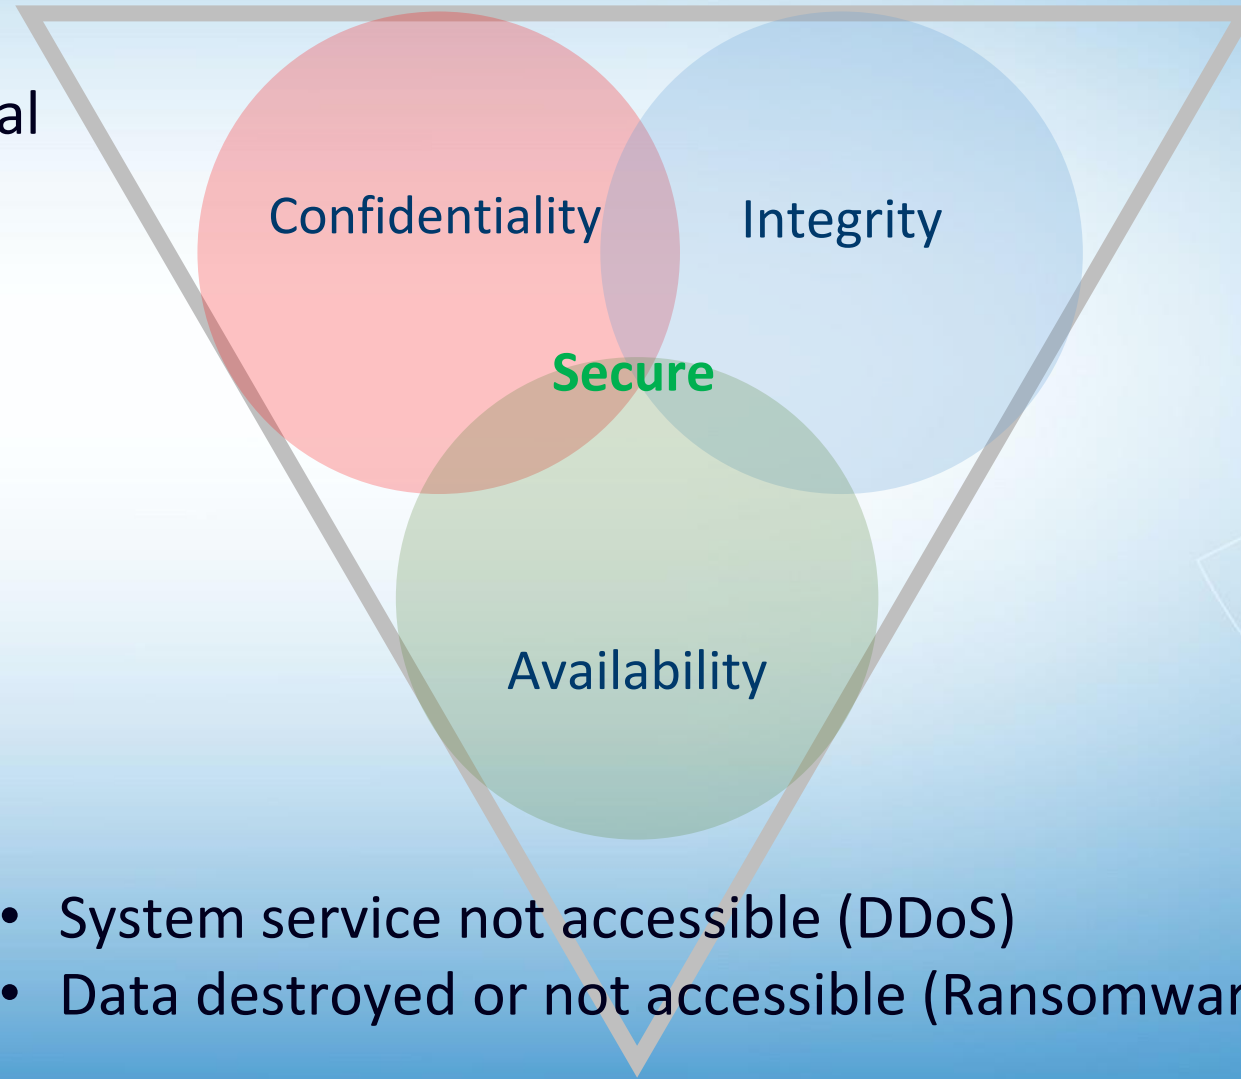 al
Confidentiality
Integrity
Secure
Availability
• System service not accessible (DDoS)
• Data destroyed or not accessible (Ransomwar